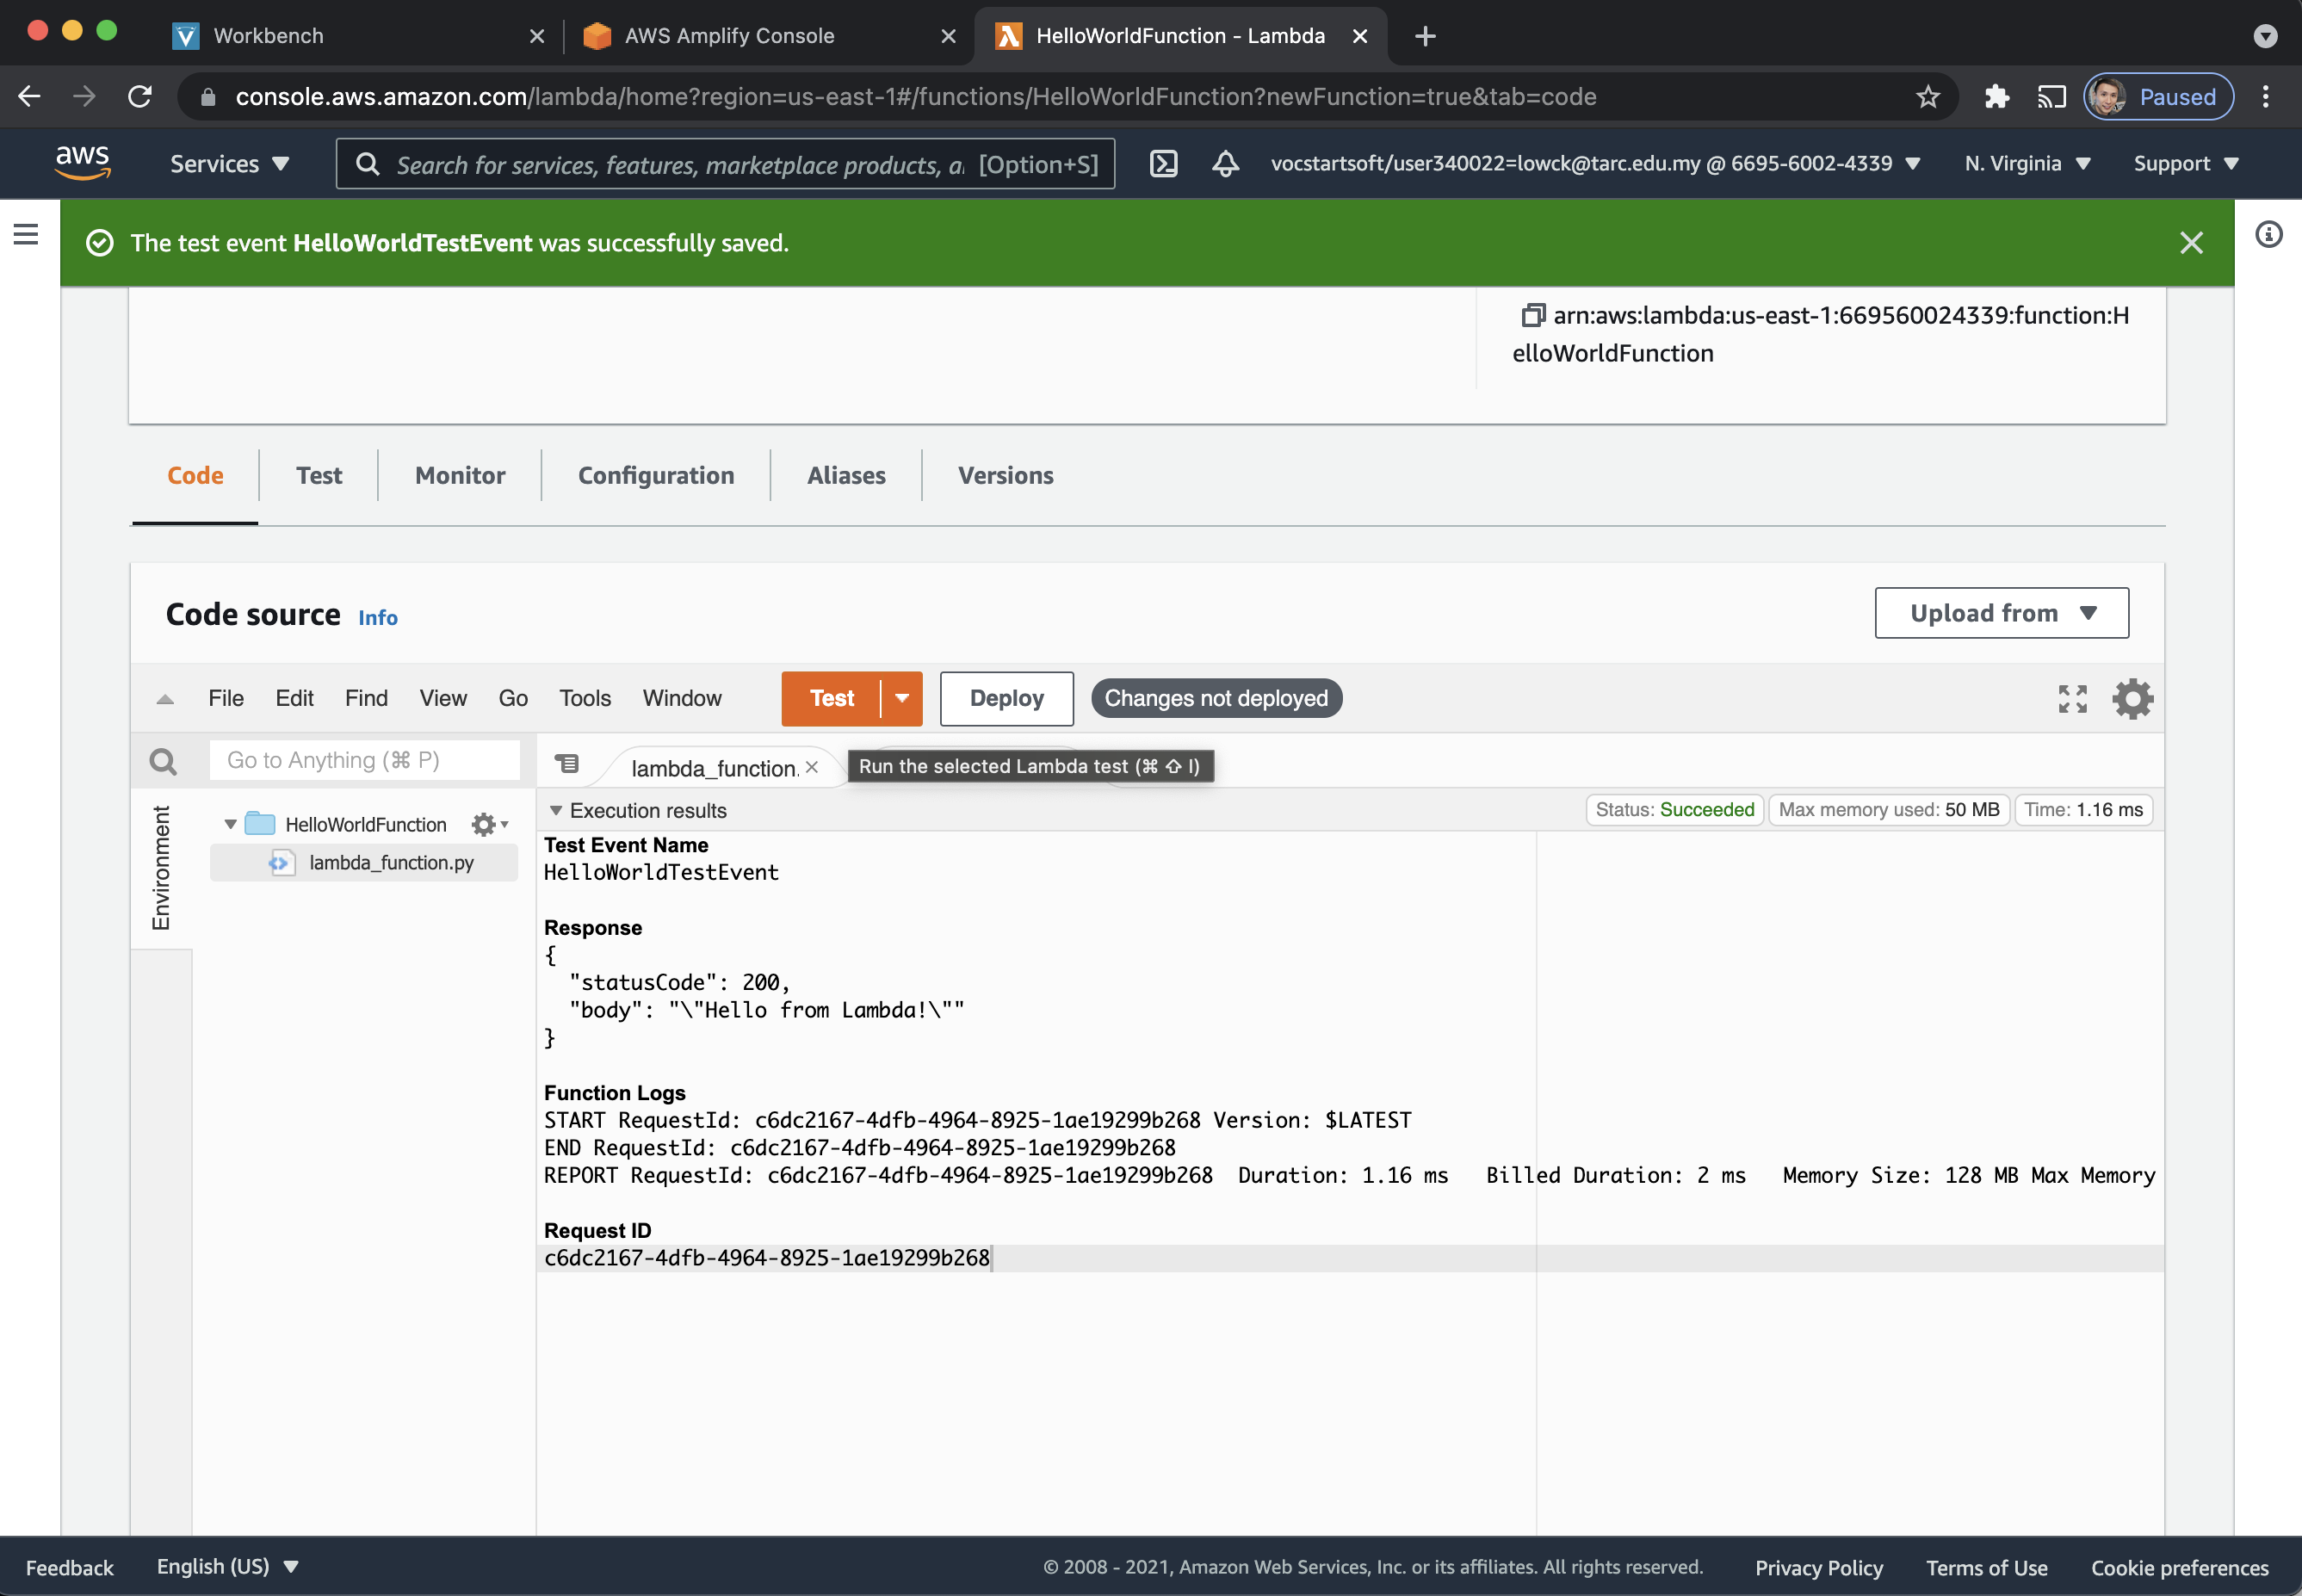 Workbench
AWS Amplify Console
HelloWorldFunction - Lambda
console.aws.amazon.com/lambda/home?region=us-east-1#/functions/HelloWorldFunction?newFunction=true&tab=code
Paused
aws
Services
Search for services, features, marketplace products, a [Option+S]
vocstartsoft/user340022=lowck@tarc.edu.my @ 6695-6002-4339
N. Virginia
Support
The test event HelloWorldTestEvent was successfully saved.
arn:aws:lambda:us-east-1:669560024339:function:H
elloWorldFunction
Code Test Monitor Configuration Aliases Versions
Code source Info
Upload from
File Edit Find View Go Tools Window
Test
Deploy
Changes not deployed
Go to Anything (⌘ P)
lambda_function.
Run the selected Lambda test (⌘ ⇧ I)
Environment
HelloWorldFunction
lambda_function.py
Execution results
Status: Succeeded
Max memory used: 50 MB
Time: 1.16 ms
Test Event Name
HelloWorldTestEvent
Response
{
"statusCode": 200,
"body": "\"Hello from Lambda!\""
}
Function Logs
START RequestId: c6dc2167-4dfb-4964-8925-1ae19299b268 Version: $LATEST
END RequestId: c6dc2167-4dfb-4964-8925-1ae19299b268
REPORT RequestId: c6dc2167-4dfb-4964-8925-1ae19299b268 Duration: 1.16 ms Billed Duration: 2 ms Memory Size: 128 MB Max Memory
Request ID
c6dc2167-4dfb-4964-8925-1ae19299b268
Feedback
English (US)
© 2008 - 2021, Amazon Web Services, Inc. or its affiliates. All rights reserved.
Privacy Policy
Terms of Use
Cookie preferences